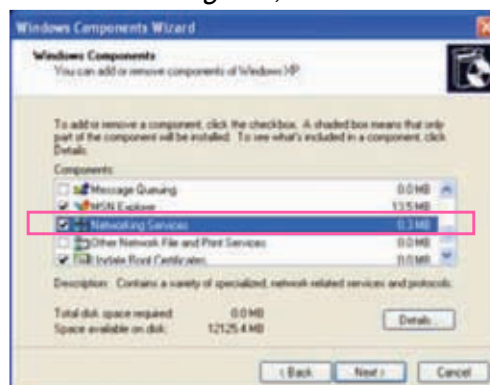 Windows Components Wizard
Windows Components
You can add or remove components of Windows XP.
To add or remove a component, click the checkbox. A shaded box means that only
part of the component will be installed. To see what's included in a component, click
Details.
Components:
Message Queuing 0.0 MB
MSN Explorer 13.5 MB
Networking Services 0.3 MB
Other Network File and Print Services 0.0 MB
Update Root Certificates 0.0 MB
Description: Contains a variety of specialized, network-related services and protocols.
Total disk space required: 0.0 MB
Space available on disk: 12125.4 MB
Details...
< Back Next > Cancel